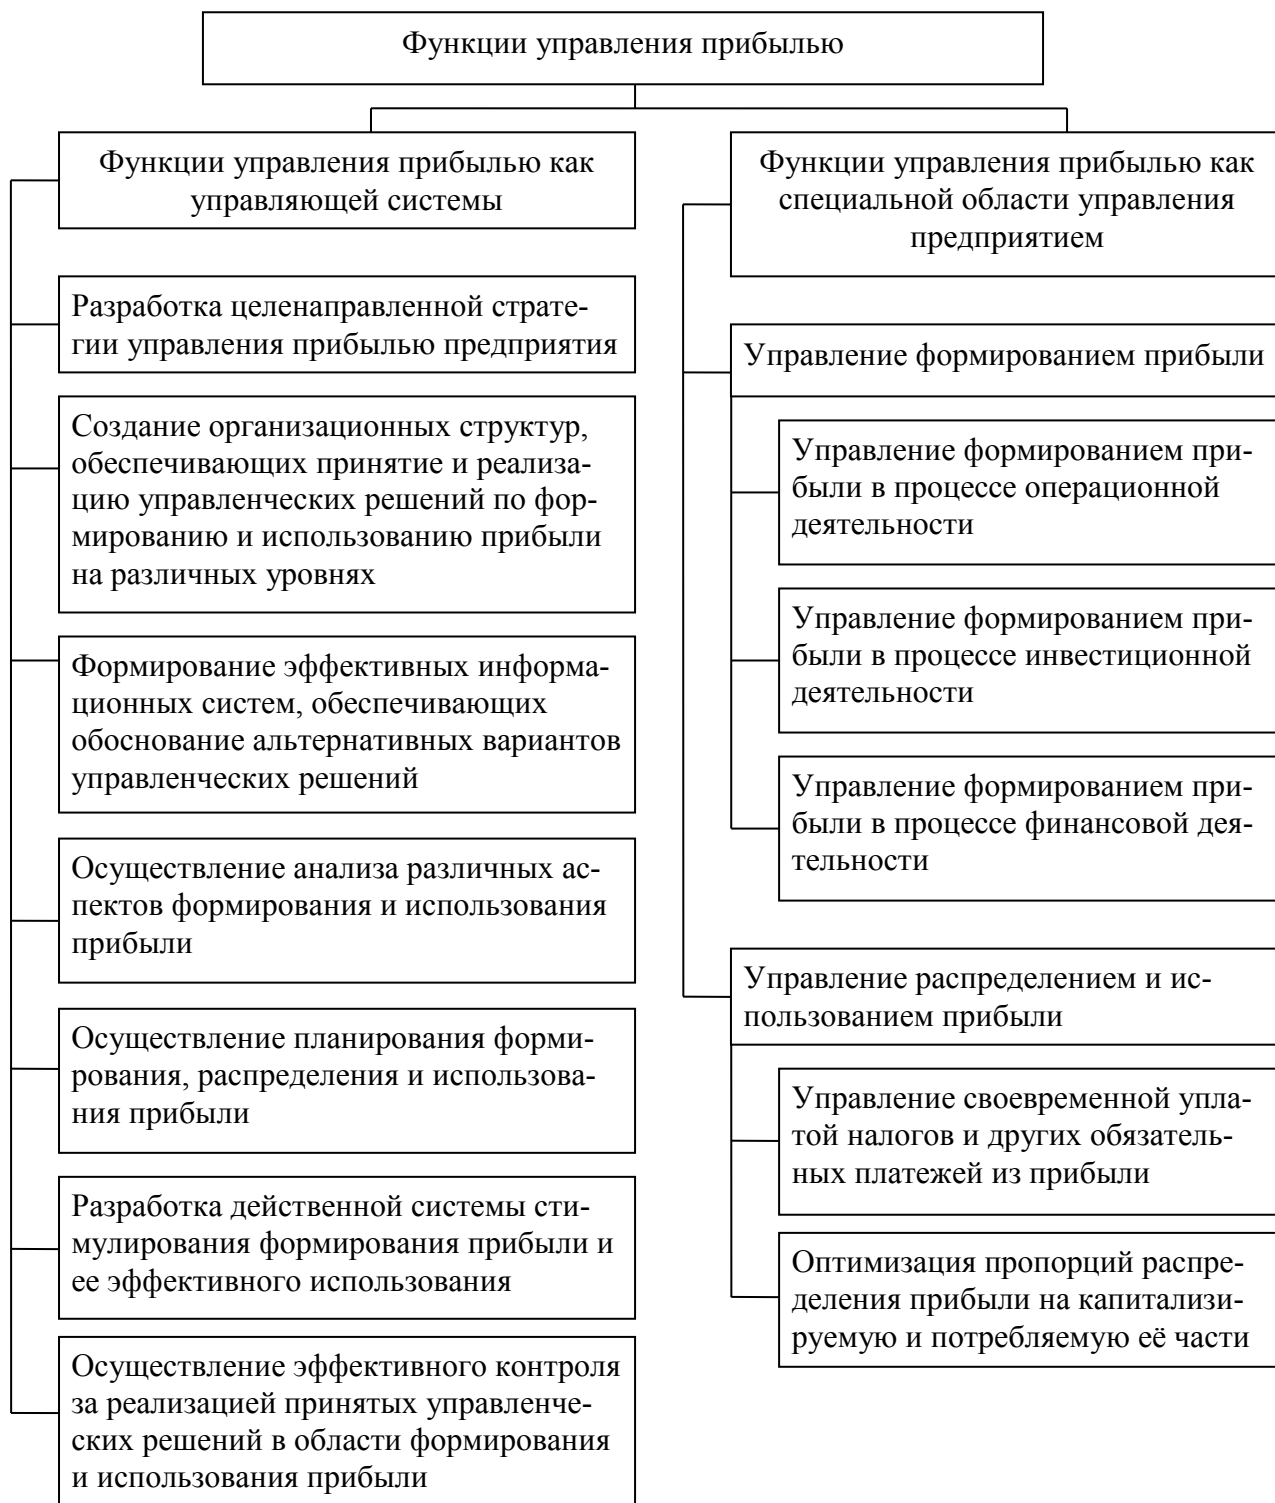 Функции управления прибылью
Функции управления прибылью как
управляющей системы
Разработка целенаправленной страте-
гии управления прибылью предприятия
Создание организационных структур,
обеспечивающих принятие и реализа-
цию управленческих решений по фор-
мированию и использованию прибыли
на различных уровнях
Формирование эффективных информа-
ционных систем, обеспечивающих
обоснование альтернативных вариантов
управленческих решений
Осуществление анализа различных ас-
пектов формирования и использования
прибыли
Осуществление планирования форми-
рования, распределения и использова-
ния прибыли
Разработка действенной системы сти-
мулирования формирования прибыли и
ее эффективного использования
Осуществление эффективного контроля
за реализацией принятых управленче-
ских решений в области формирования
и использования прибыли
Функции управления прибылью как
специальной области управления
предприятием
Управление формированием прибыли
Управление формированием при-
были в процессе операционной
деятельности
Управление формированием при-
были в процессе инвестиционной
деятельности
Управление формированием при-
были в процессе финансовой дея-
тельности
Управление распределением и ис-
пользованием прибыли
Управление своевременной упла-
той налогов и других обязатель-
ных платежей из прибыли
Оптимизация пропорций распре-
деления прибыли на капитализи-
руемую и потребляемую её части